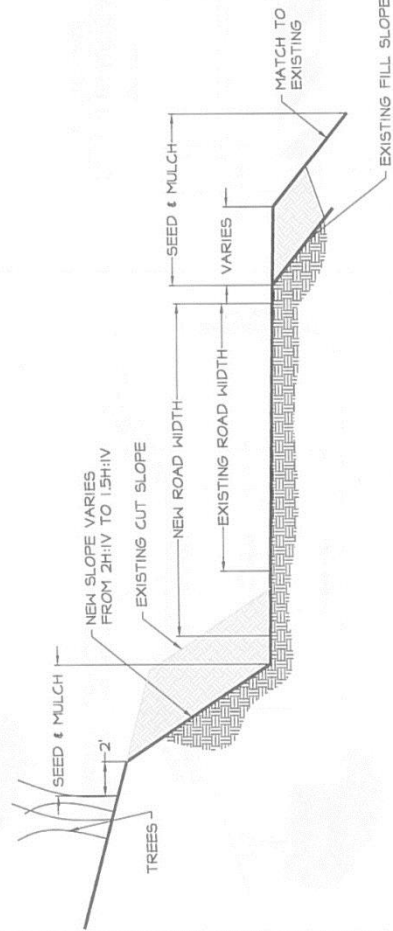 SEED & MULCH
2'
TREES
NEW SLOPE VARIES
FROM 2H:1V TO 1.5H:1V
EXISTING CUT SLOPE
NEW ROAD WIDTH
EXISTING ROAD WIDTH
SEED & MULCH
VARIES
MATCH TO
EXISTING
EXISTING FILL SLOPE